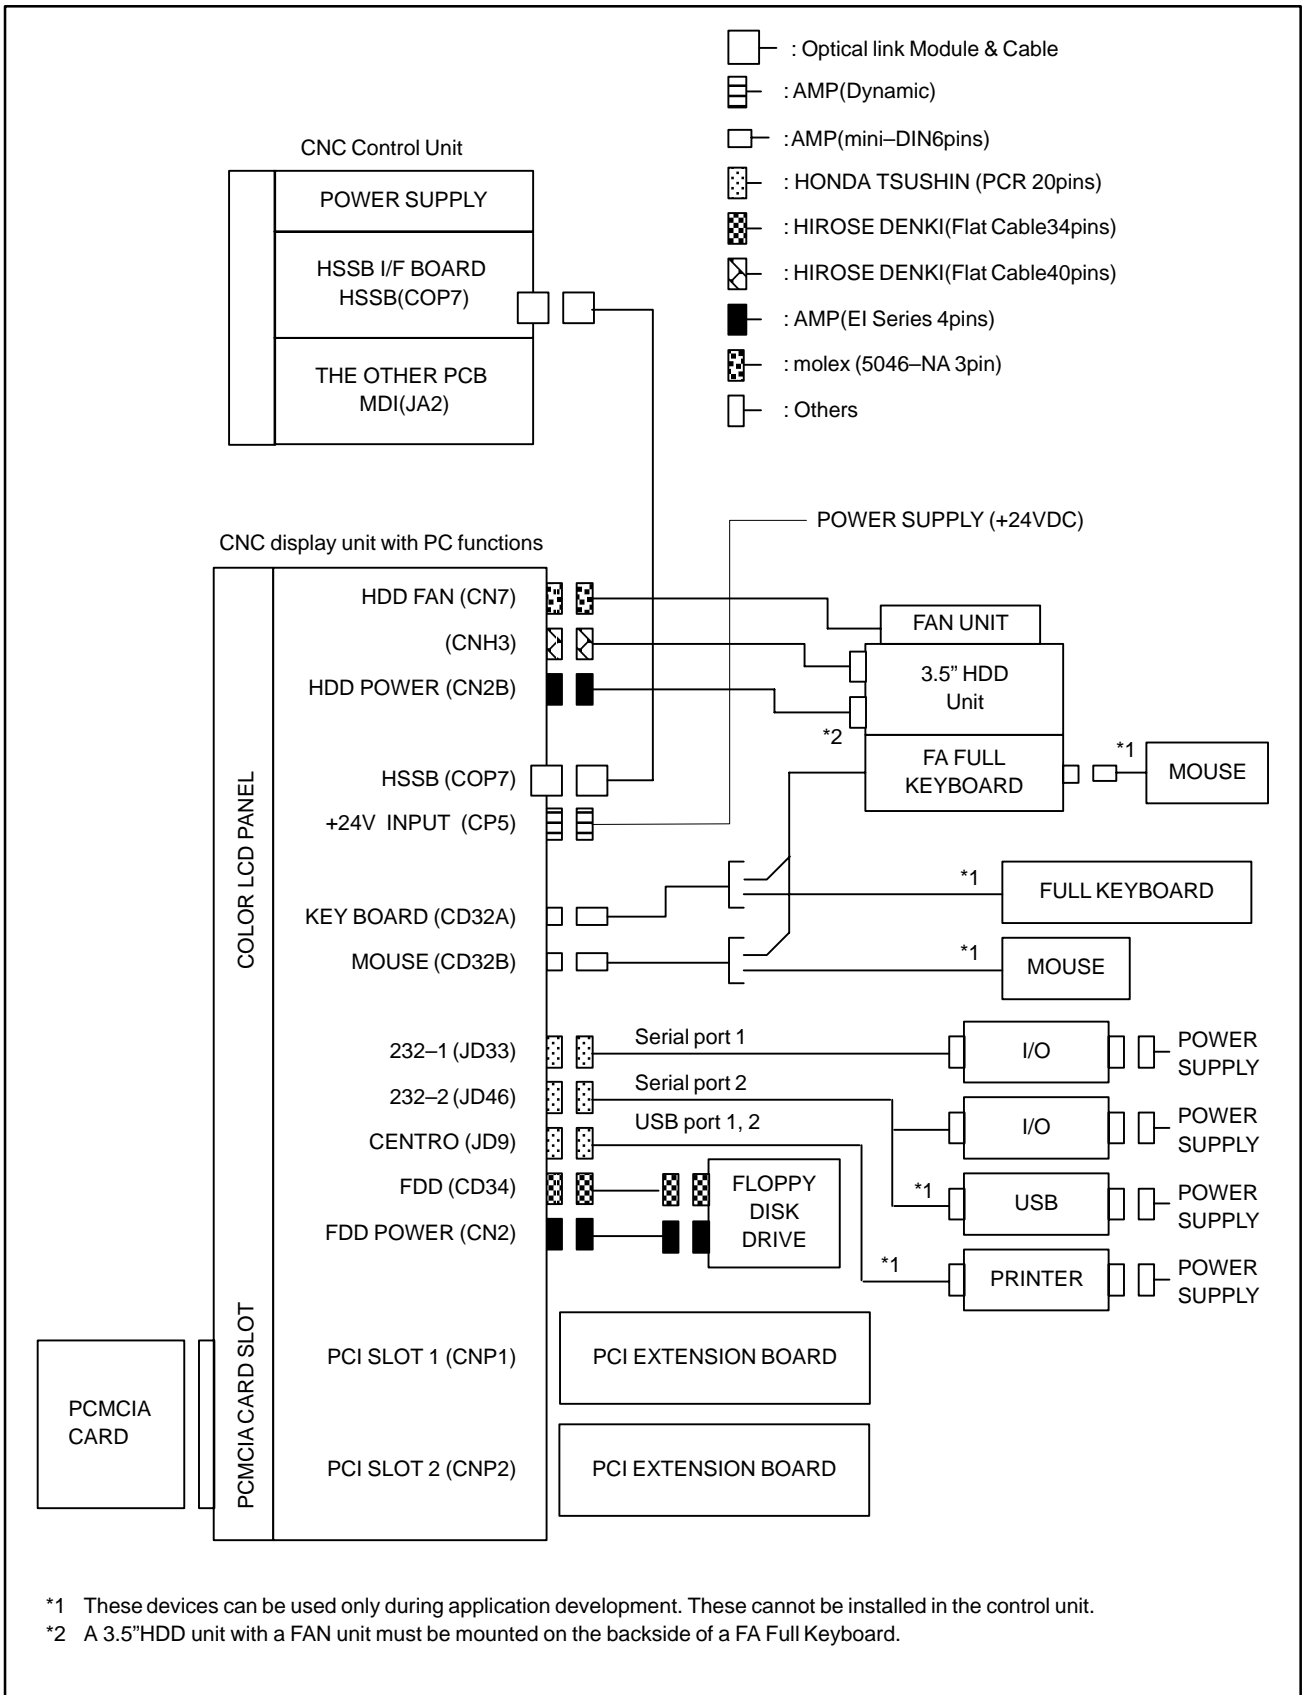 : Optical link Module & Cable
: AMP(Dynamic)
: AMP(mini–DIN6pins)
: HONDA TSUSHIN (PCR 20pins)
: HIROSE DENKI(Flat Cable34pins)
: HIROSE DENKI(Flat Cable40pins)
: AMP(EI Series 4pins)
: molex (5046–NA 3pin)
: Others
CNC Control Unit
POWER SUPPLY
HSSB I/F BOARD
HSSB(COP7)
THE OTHER PCB
MDI(JA2)
POWER SUPPLY (+24VDC)
CNC display unit with PC functions
COLOR LCD PANEL
PCMCIA CARD SLOT
HDD FAN (CN7)
(CNH3)
HDD POWER (CN2B)
HSSB (COP7)
+24V INPUT (CP5)
KEY BOARD (CD32A)
MOUSE (CD32B)
232–1 (JD33)
232–2 (JD46)
CENTRO (JD9)
FDD (CD34)
FDD POWER (CN2)
PCI SLOT 1 (CNP1)
PCI SLOT 2 (CNP2)
FAN UNIT
3.5” HDD
Unit
*2
FA FULL
KEYBOARD
*1
MOUSE
*1
FULL KEYBOARD
*1
MOUSE
Serial port 1
I/O
POWER
SUPPLY
Serial port 2
I/O
POWER
SUPPLY
USB port 1, 2
*1
USB
POWER
SUPPLY
*1
PRINTER
POWER
SUPPLY
FLOPPY
DISK
DRIVE
PCI EXTENSION BOARD
PCI EXTENSION BOARD
PCMCIA
CARD
*1 These devices can be used only during application development. These cannot be installed in the control unit.
*2 A 3.5”HDD unit with a FAN unit must be mounted on the backside of a FA Full Keyboard.